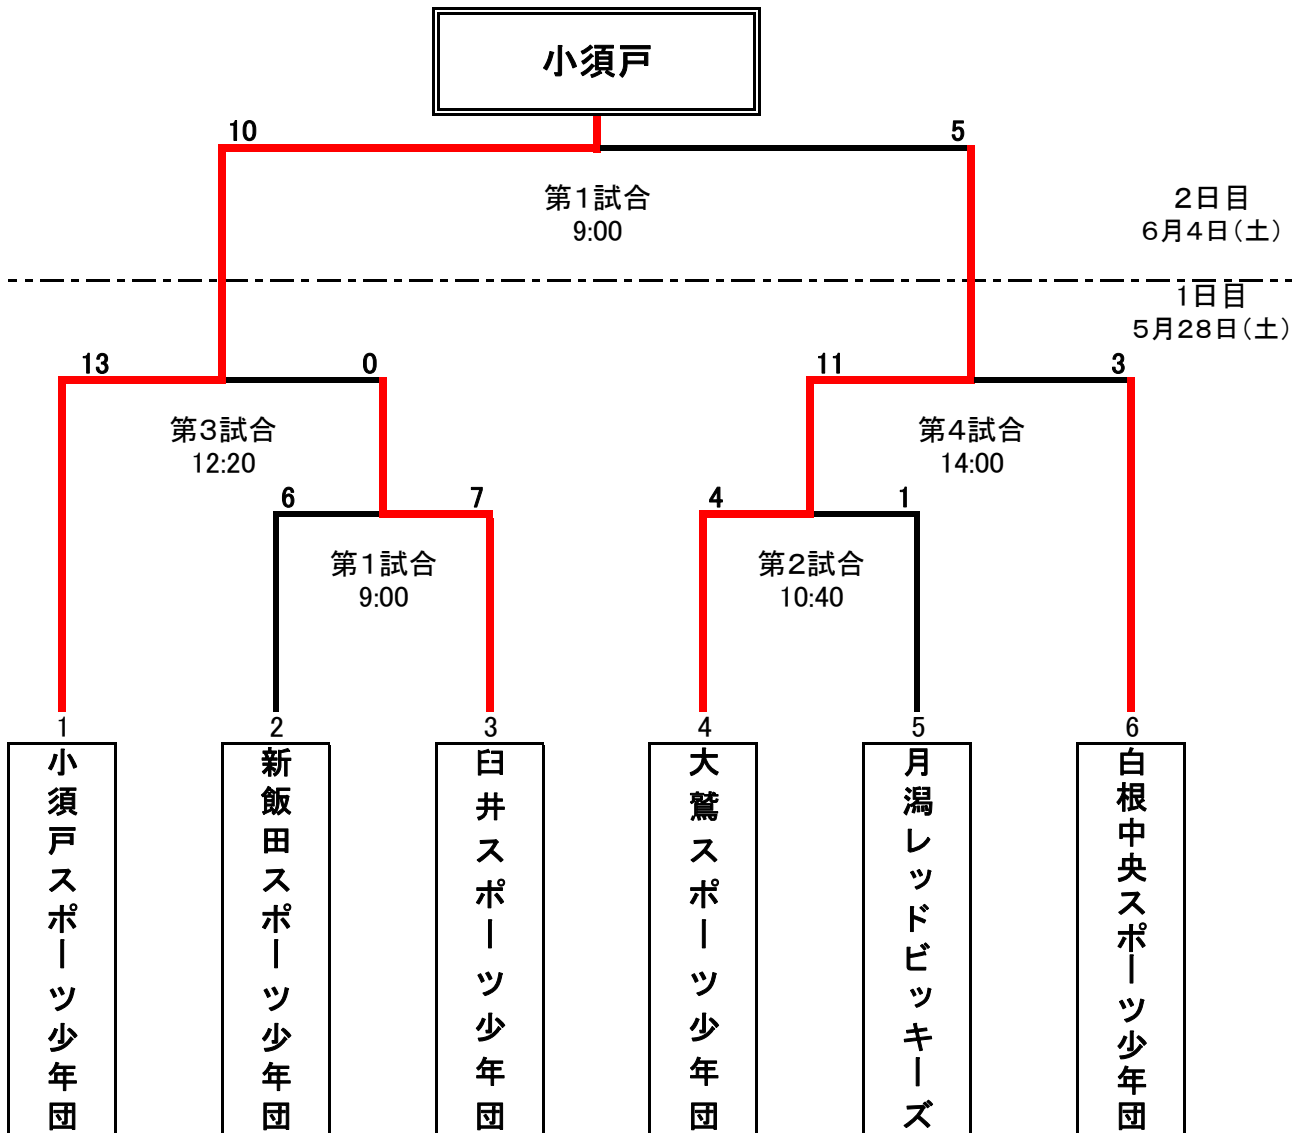 小須戸
10
5
第1試合
9:00
2日目
6月4日(土)
1日目
5月28日(土)
13
0
11
3
第3試合
12:20
第4試合
14:00
6
7
4
1
第1試合
9:00
第2試合
10:40
1
2
3
4
5
6
小須戸スポーツ少年団
新飯田スポーツ少年団
臼井スポーツ少年団
大鷲スポーツ少年団
月潟レッドビッキーズ
白根中央スポーツ少年団